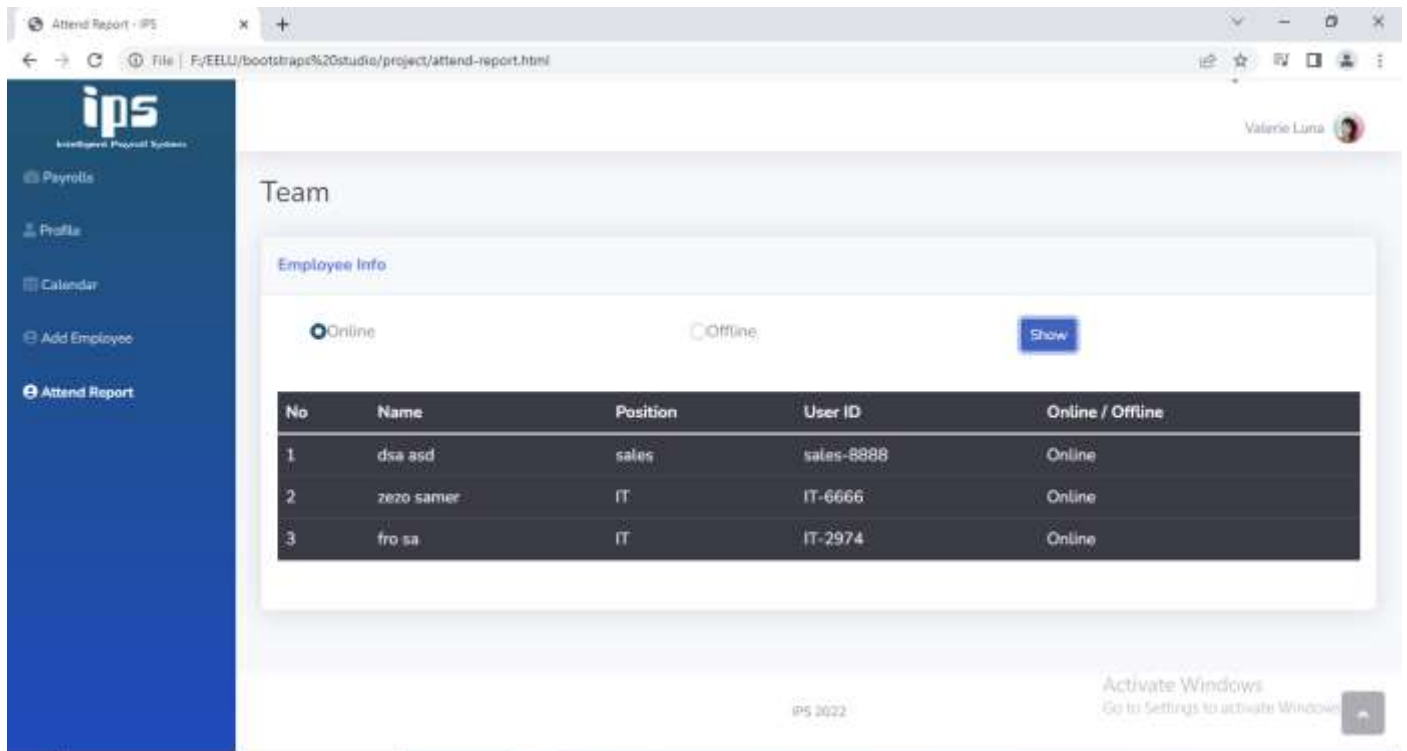 Attend Report - IPS
File | F:/EELU/bootstraps%20studio/project/attend-report.html
ips
Intelligent Payroll System
Valerie Luna
Payrolls
Profile
Calendar
Add Employee
Attend Report
Team
Employee Info
Online
Offline
Show
No Name Position User ID Online / Offline
1 dsa asd sales sales-8888 Online
2 zezo samer IT IT-6666 Online
3 fro sa IT IT-2974 Online
IPS 2022
Activate Windows
Go to Settings to activate Windows